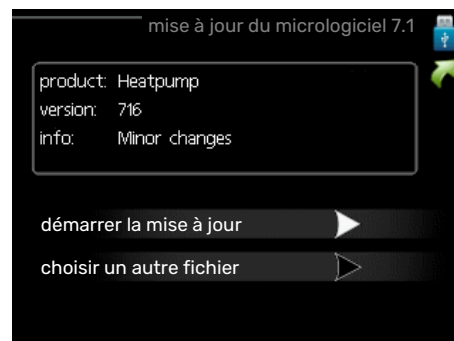 mise à jour du micrologiciel 7.1
product: Heatpump
version: 716
info: Minor changes
démarrer la mise à jour
choisir un autre fichier